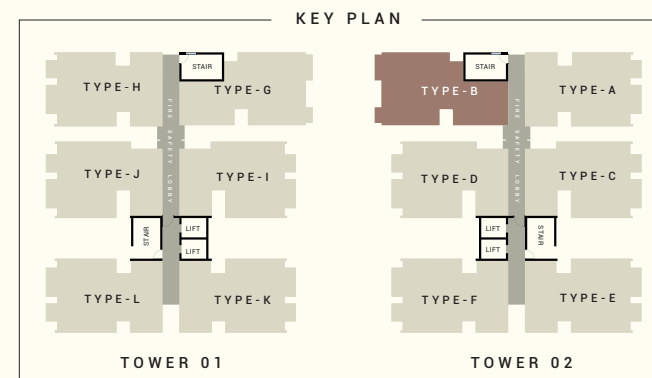 KEY PLAN
STAIR
TYPE-H
TYPE-G
FIRE SAFETY LOBBY
TYPE-J
TYPE-I
STAIR
LIFT
LIFT
TYPE-L
TYPE-K
TOWER 01
STAIR
TYPE-B
TYPE-A
FIRE SAFETY LOBBY
TYPE-D
TYPE-C
LIFT
LIFT
STAIR
TYPE-F
TYPE-E
TOWER 02